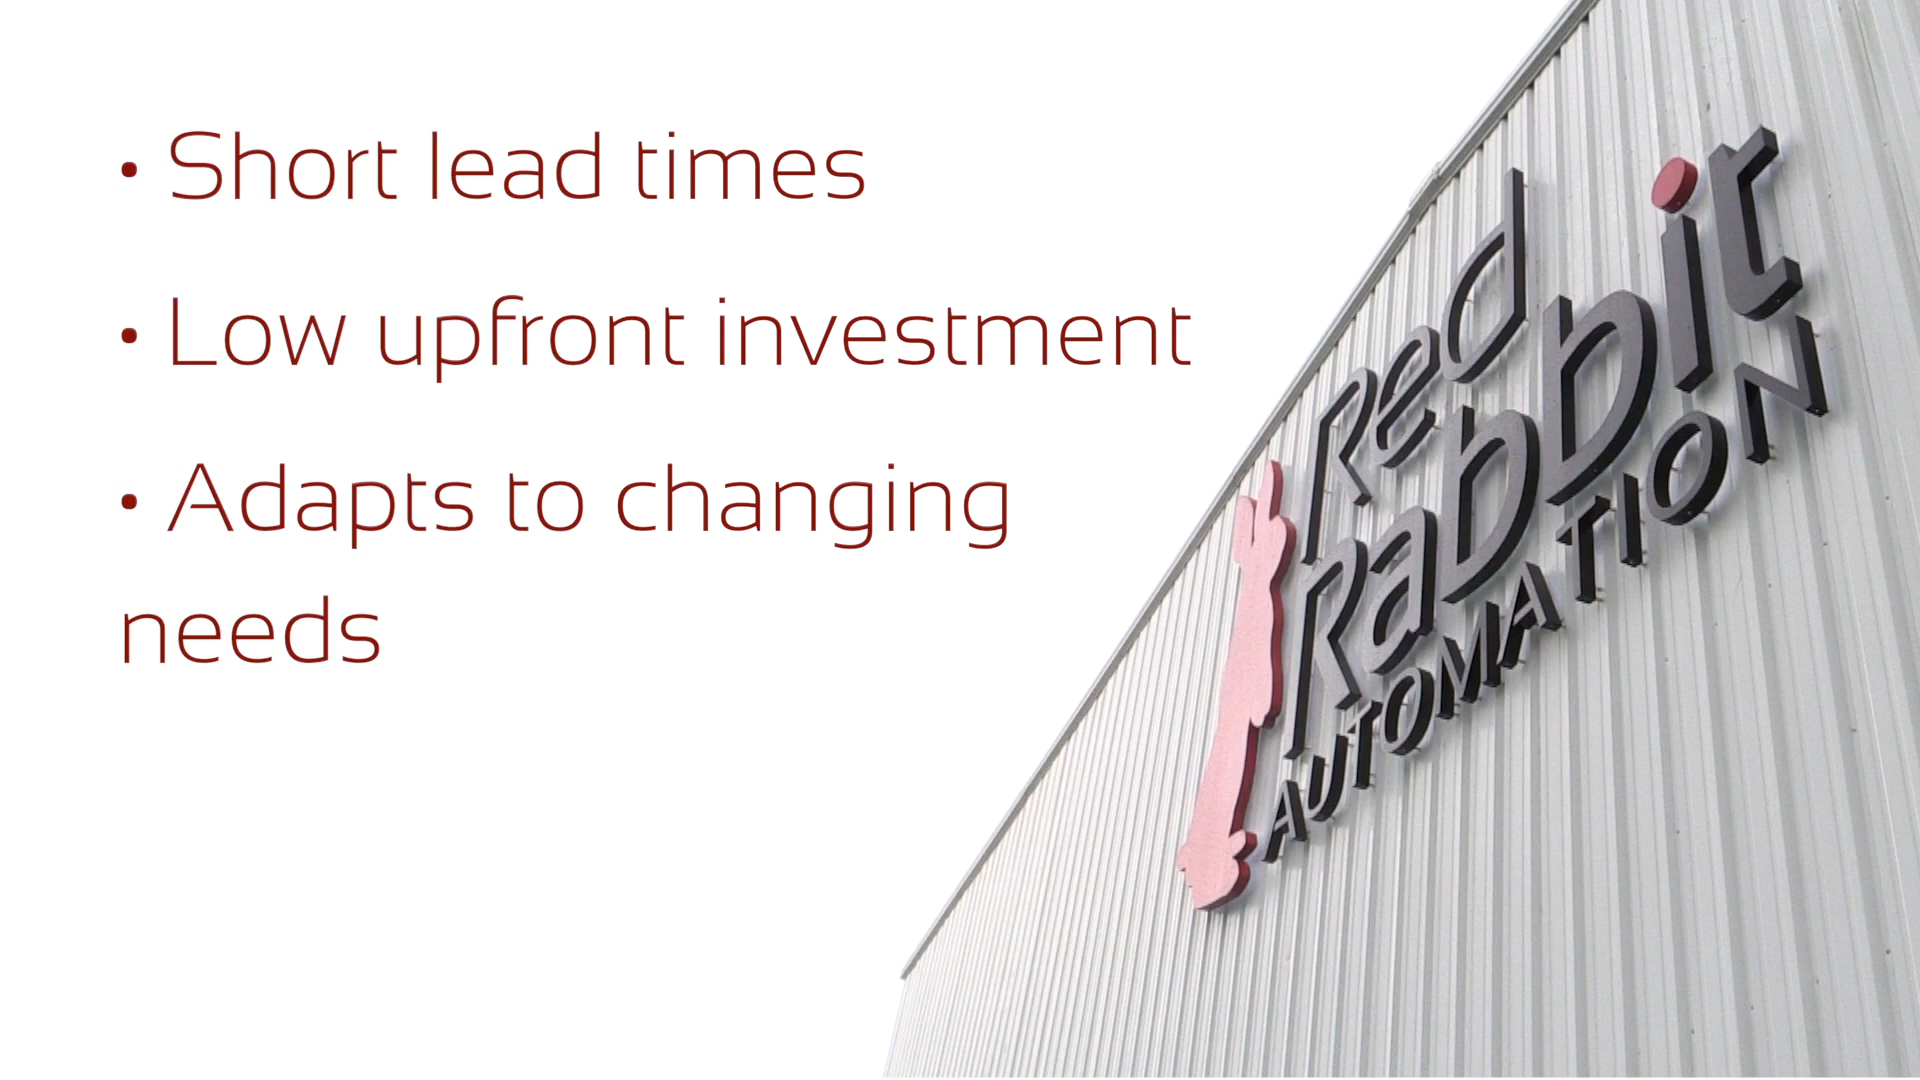 • Short lead times
• Low upfront investment
• Adapts to changing
needs
Red
Rabbit
AUTOMATION